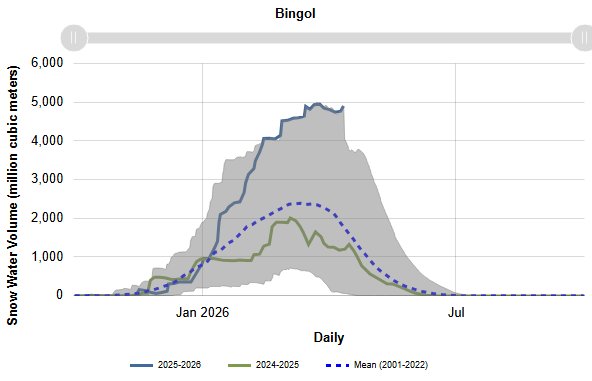 Bingol
Snow Water Volume (million cubic meters)
6,000
5,000
4,000
3,000
2,000
1,000
0
Jan 2026 Jul
Daily
2025-2026 2024-2025 Mean (2001-2022)